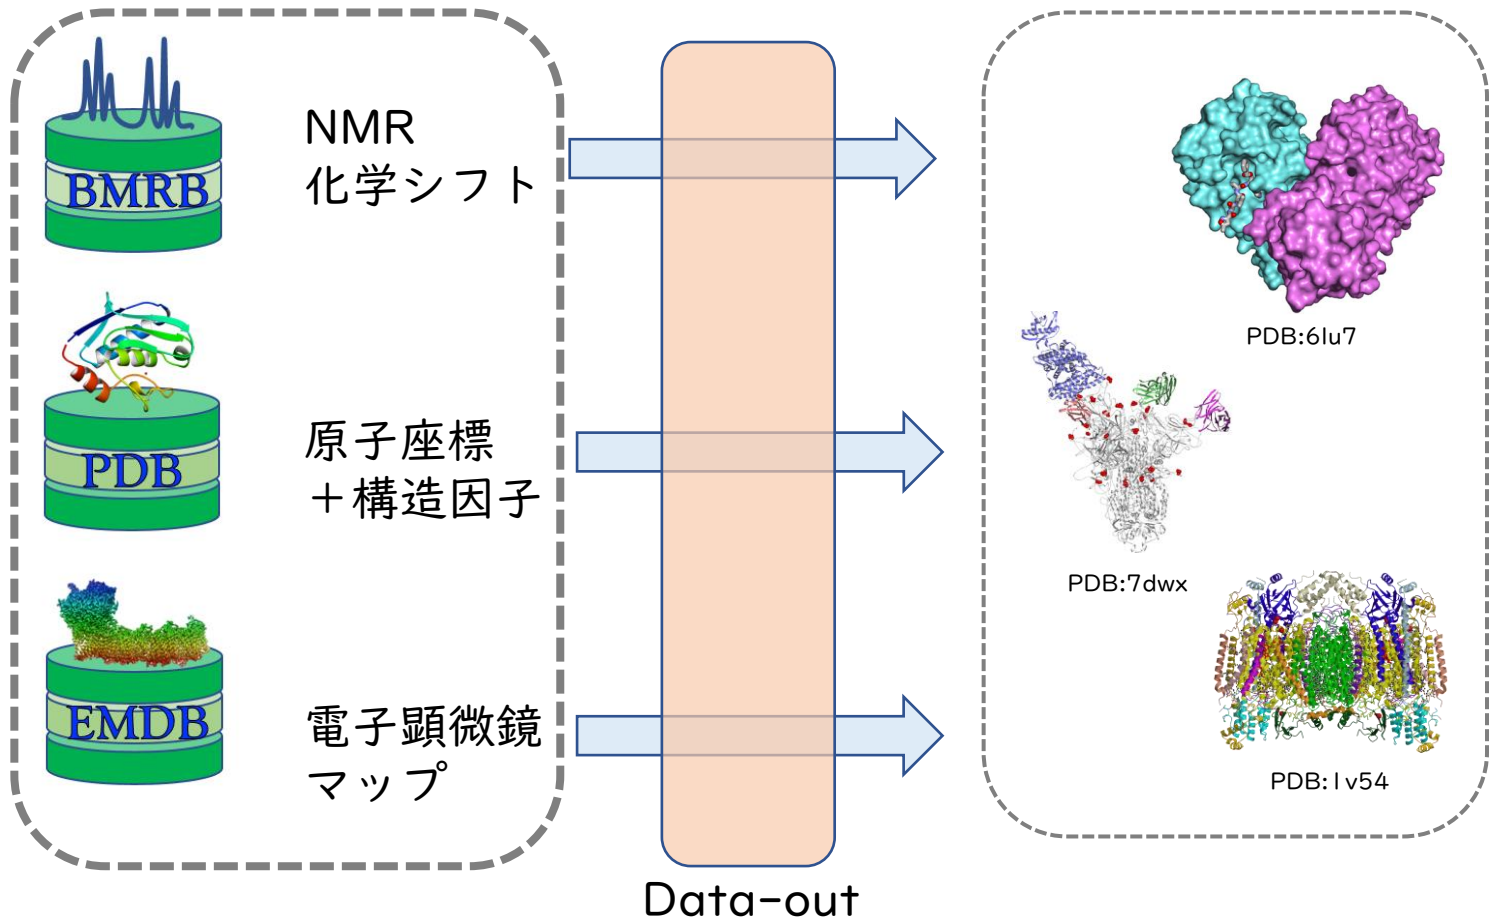 BMRB
NMR
化学シフト
PDB
原子座標
＋構造因子
EMDB
電子顕微鏡
マップ
Data-out
PDB:6lu7
PDB:7dwx
PDB:1v54